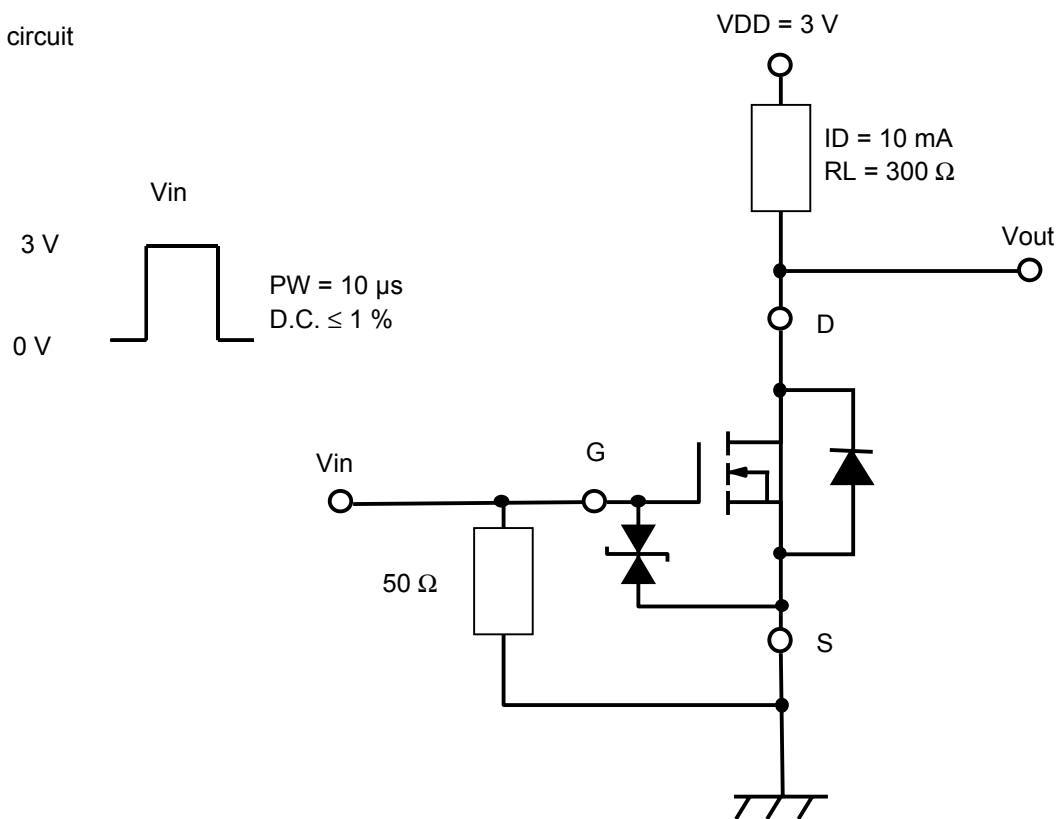 circuit
VDD = 3 V
ID = 10 mA
RL = 300 Ω
Vin
3 V
PW = 10 µs
D.C. ≤ 1 %
0 V
Vout
D
G
Vin
50 Ω
S